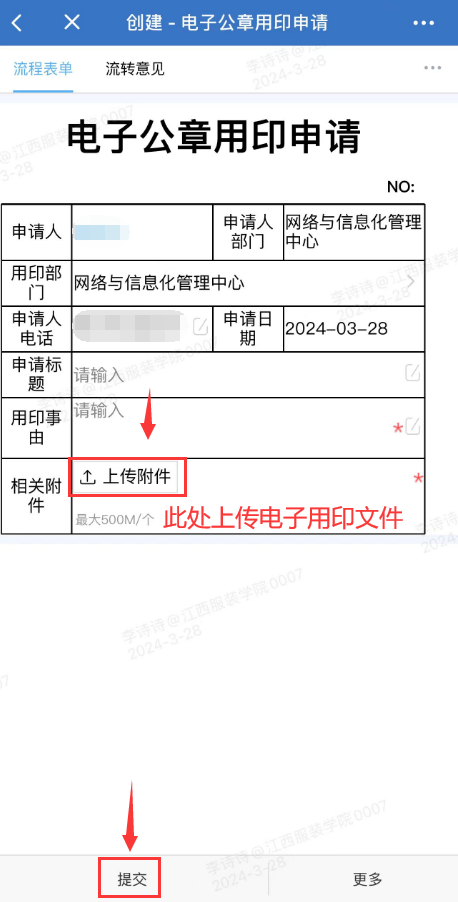 创建 - 电子公章用印申请
流程表单
流转意见
电子公章用印申请
NO:
申请人
申请人
部门
网络与信息化管理
中心
用印部
门
网络与信息化管理中心
申请人
电话
申请日
期
2024-03-28
申请标
题
请输入
用印事
由
请输入
*
相关附
件
上传附件
*
最大500M/个
此处上传电子用印文件
李诗诗@江西服装学院0007
2024-3-28
提交
更多